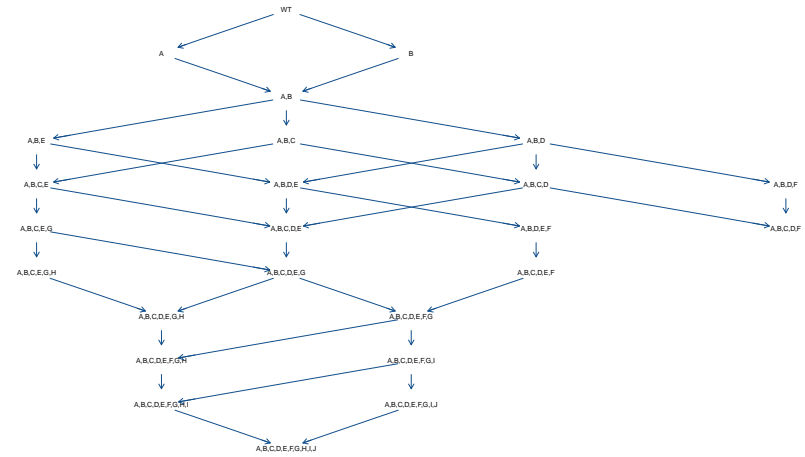 WT
A
B
A,B
A,B,E
A,B,C
A,B,D
A,B,C,E
A,B,D,E
A,B,C,D
A,B,D,F
A,B,C,E,G
A,B,C,D,E
A,B,D,E,F
A,B,C,D,F
A,B,C,E,G,H
A,B,C,D,E,G
A,B,C,D,E,F
A,B,C,D,E,G,H
A,B,C,D,E,F,G
A,B,C,D,E,F,G,H
A,B,C,D,E,F,G,I
A,B,C,D,E,F,G,H,I
A,B,C,D,E,F,G,I,J
A,B,C,D,E,F,G,H,I,J